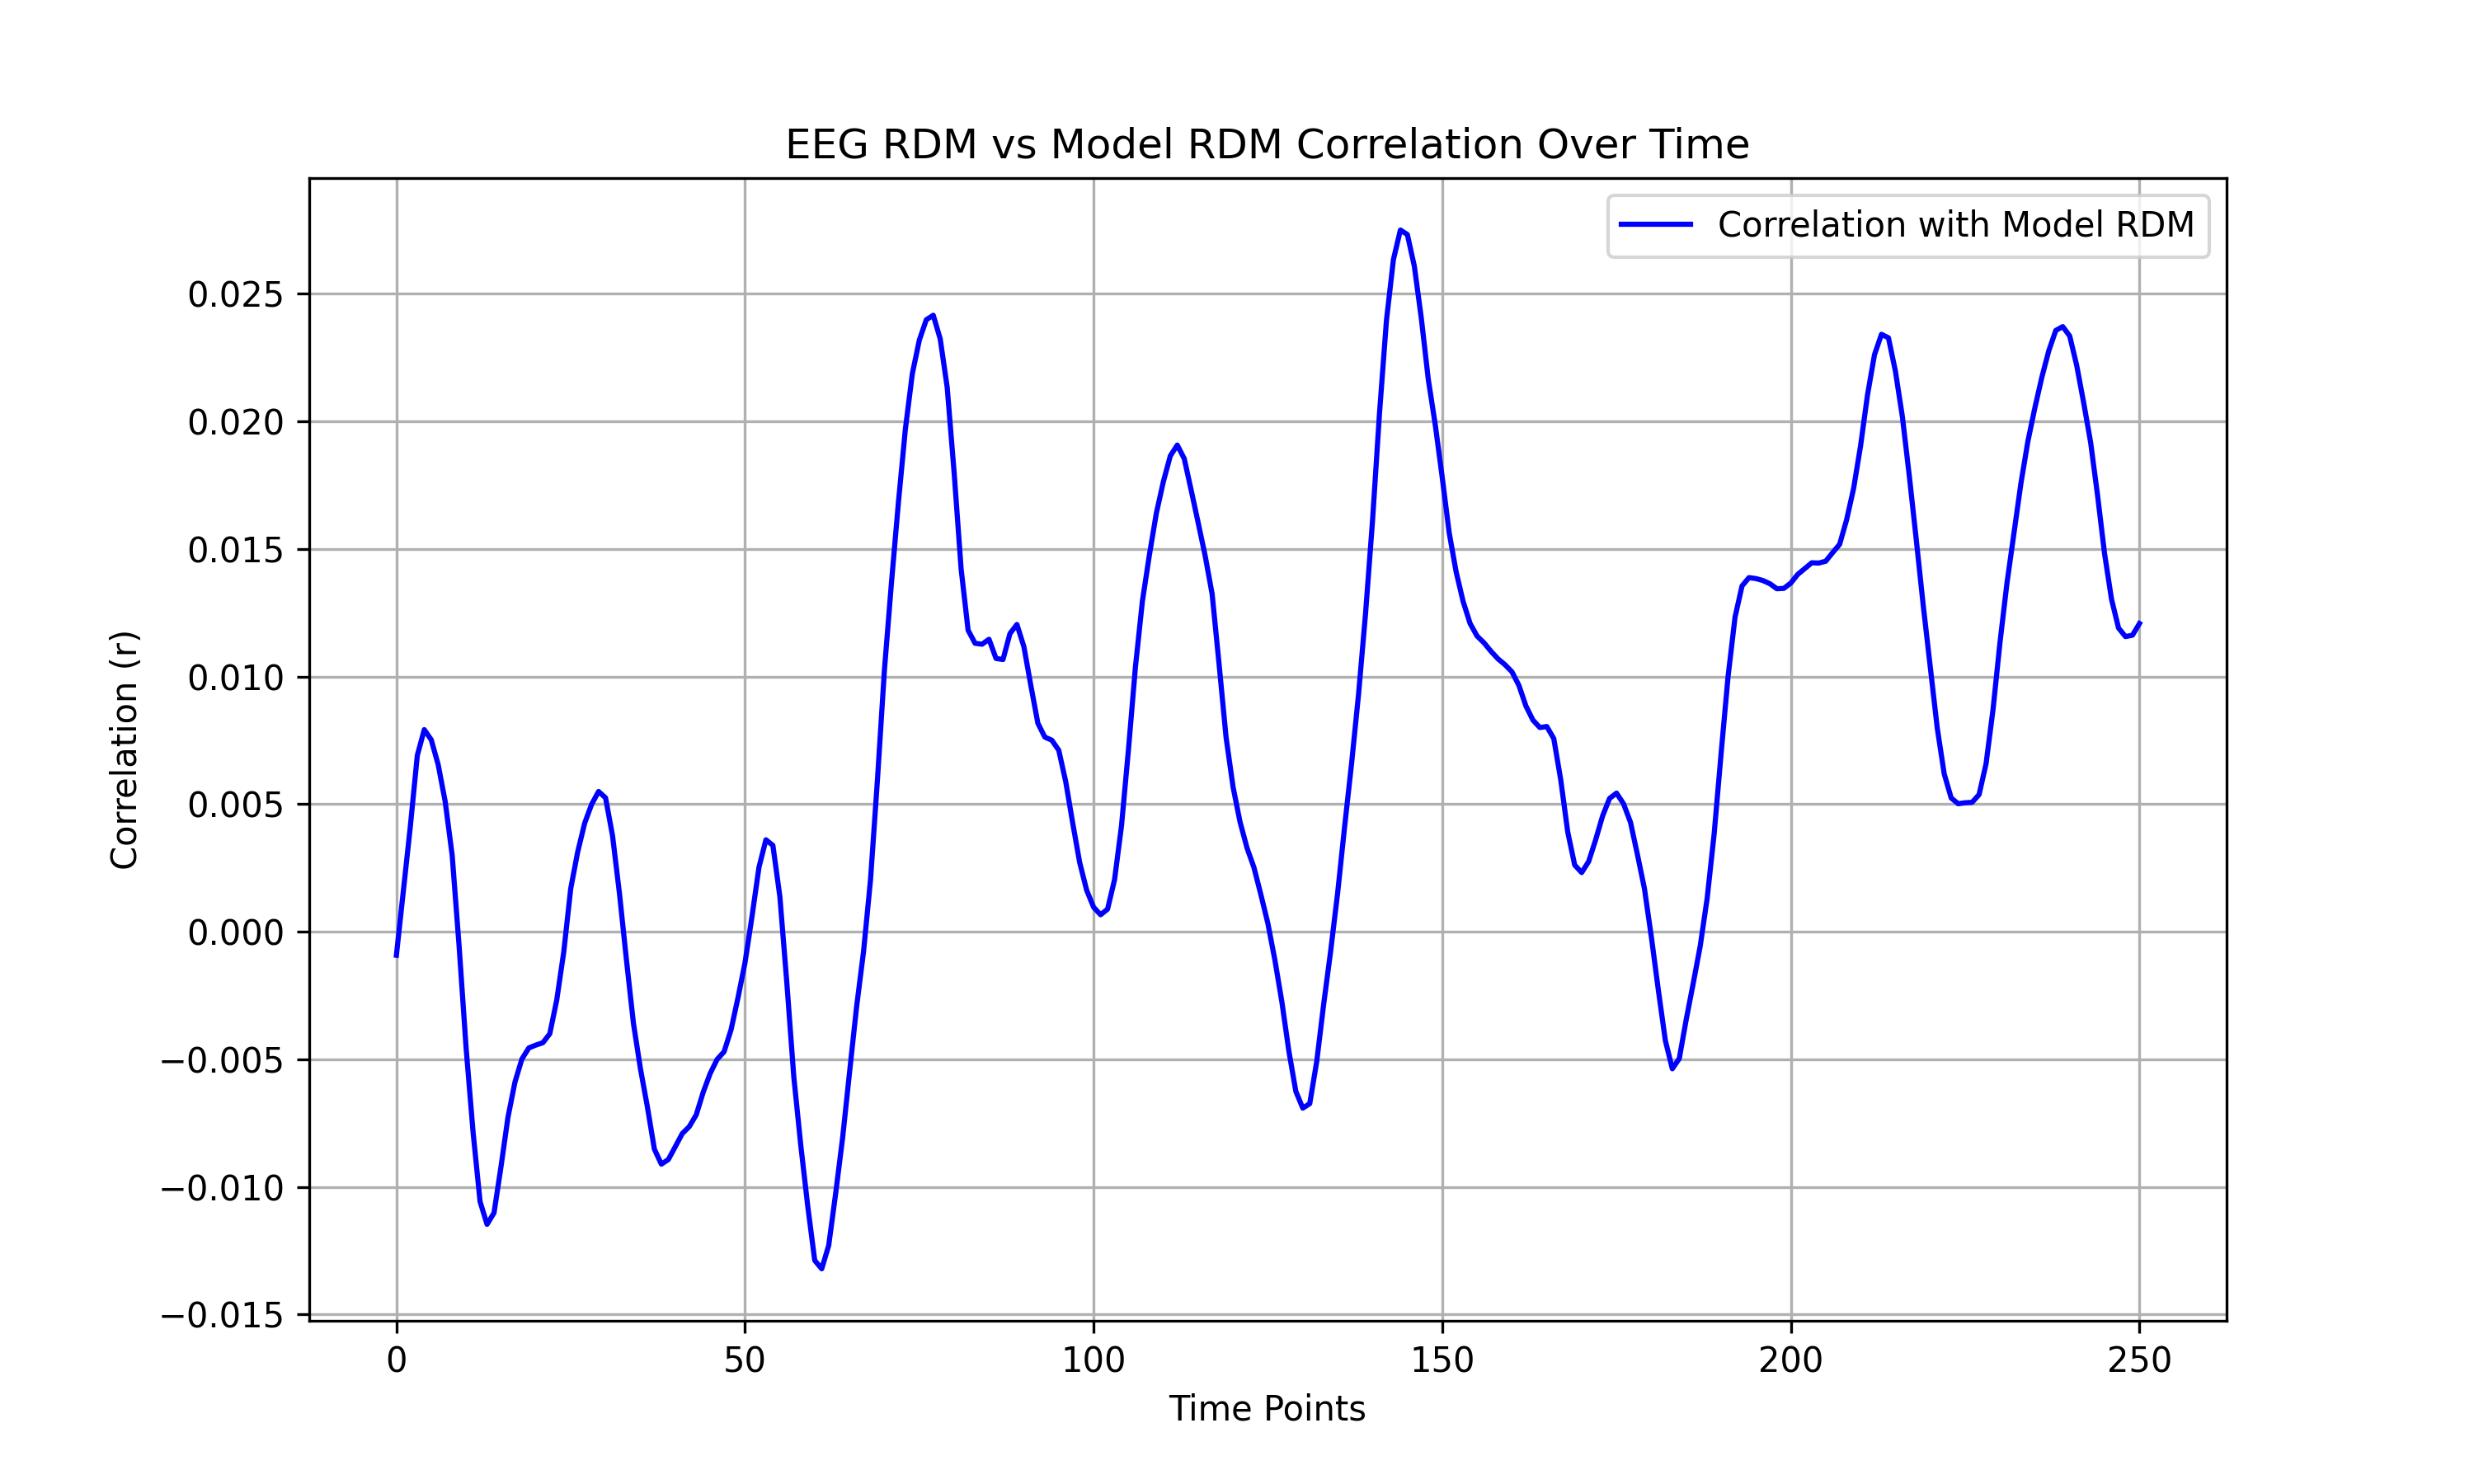 EEG RDM vs Model RDM Correlation Over Time
Correlation with Model RDM
Correlation (r)
0.025
0.020
0.015
0.010
0.005
0.000
−0.005
−0.010
−0.015
0 50 100 150 200 250
Time Points